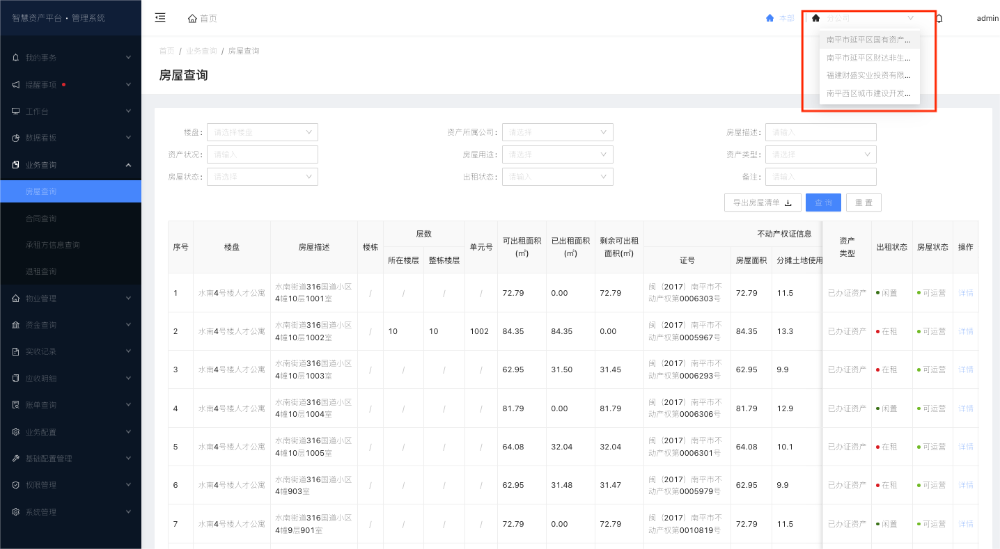 智慧资产平台 · 管理系统
首页
本部
分公司
admin
南平市延平区国有资产...
南平市延平区财达非生...
福建财盛实业投资有限...
南平西区城市建设开发...
我的事务
提醒事项
工作台
数据看板
业务查询
房屋查询
合同查询
承租方信息查询
退租查询
物业管理
资金查询
实收记录
应收明细
账单查询
业务配置
基础配置管理
权限管理
系统管理
首页 / 业务查询 / 房屋查询
房屋查询
楼盘: 请选择楼盘 资产所属公司: 请选择 房屋描述: 请输入
资产状况: 请输入 房屋用途: 请选择 资产类型: 请选择
房屋状态: 请选择 出租状态: 请输入 备注: 请输入
导出房屋清单 查 询 重 置
序号 楼盘 房屋描述 楼栋 层数 所在楼层 整栋楼层 单元号 可出租面积(㎡) 已出租面积(㎡) 剩余可出租面积(㎡) 不动产权证信息 证号 房屋面积 分摊土地使用 资产类型 出租状态 房屋状态 操作
1 水南4号楼人才公寓 水南街道316国道小区4幢10层1001室 / / / / 72.79 0.00 72.79 闽（2017）南平市不动产权第0006303号 72.79 11.5 已办证资产 闲置 可运营 详情
2 水南4号楼人才公寓 水南街道316国道小区4幢10层1002室 / 10 10 1002 84.35 84.35 0.00 闽（2017）南平市不动产权第0005967号 84.35 13.3 已办证资产 在租 可运营 详情
3 水南4号楼人才公寓 水南街道316国道小区4幢10层1003室 / / / / 62.95 31.50 31.45 闽（2017）南平市不动产权第0006293号 62.95 9.9 已办证资产 在租 可运营 详情
4 水南4号楼人才公寓 水南街道316国道小区4幢10层1004室 / / / / 81.79 0.00 81.79 闽（2017）南平市不动产权第0006306号 81.79 12.9 已办证资产 闲置 可运营 详情
5 水南4号楼人才公寓 水南街道316国道小区4幢10层1005室 / / / / 64.08 32.04 32.04 闽（2017）南平市不动产权第0006301号 64.08 10.1 已办证资产 在租 可运营 详情
6 水南4号楼人才公寓 水南街道316国道小区4幢903室 / / / / 62.95 31.48 31.47 闽（2017）南平市不动产权第0005979号 62.95 9.9 已办证资产 在租 可运营 详情
7 水南4号楼人才公寓 水南街道316国道小区4幢9层901室 / / / / 72.79 0.00 72.79 闽（2017）南平市不动产权第0010819号 72.79 11.5 已办证资产 闲置 可运营 详情